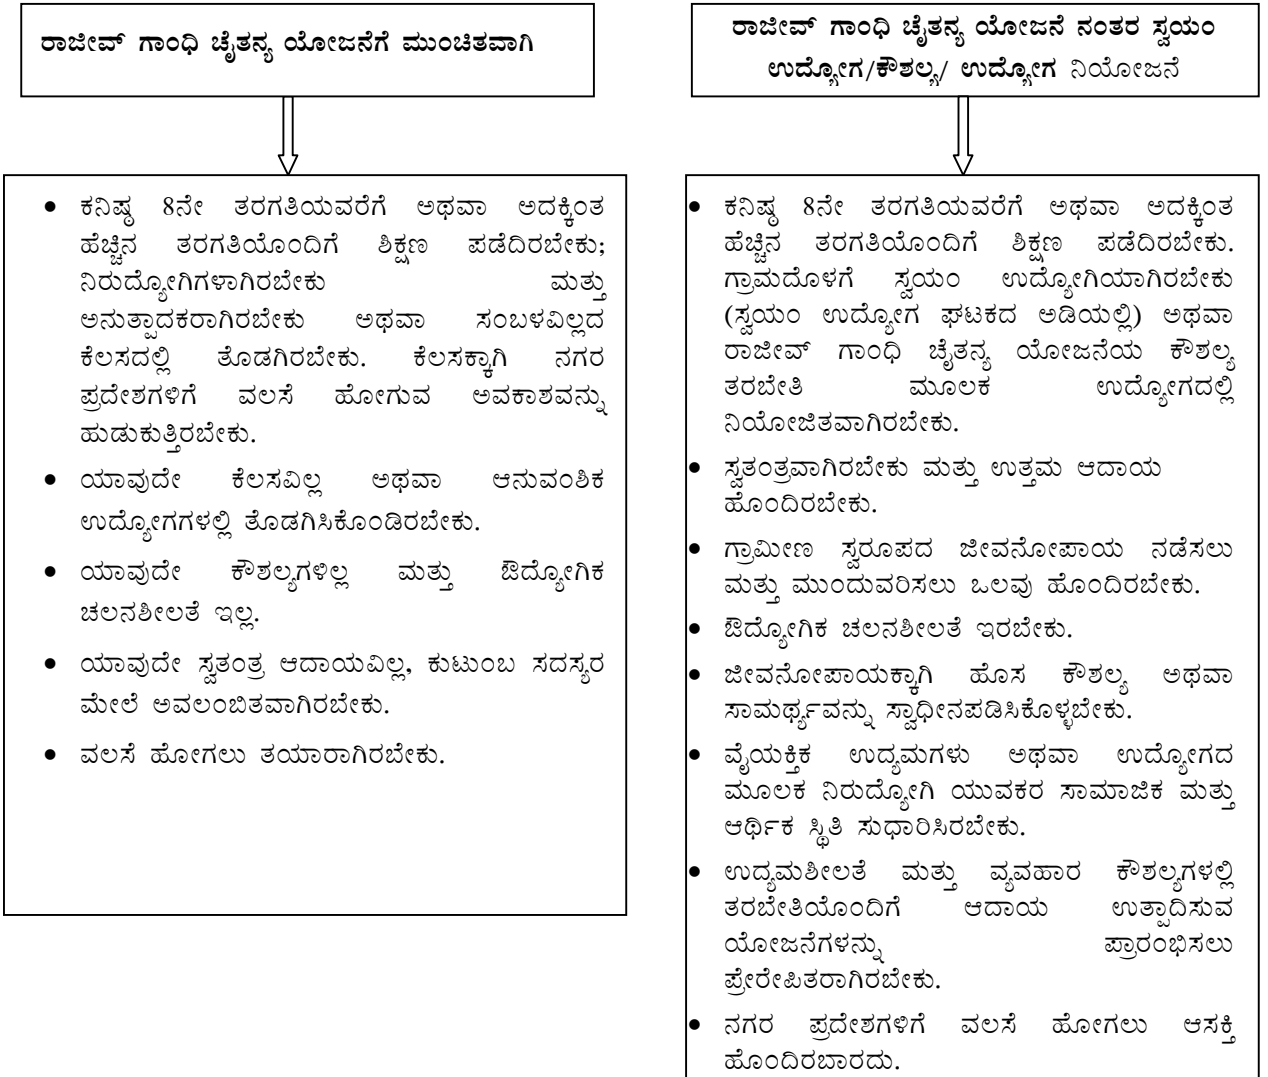 ರಾಜೀವ್ ಗಾಂಧಿ ಚೈತನ್ಯ ಯೋಜನೆಗೆ ಮುಂಚಿತವಾಗಿ
• ಕನಿಷ್ಠ 8ನೇ ತರಗತಿಯವರೆಗೆ ಅಥವಾ ಅದಕ್ಕಿಂತ
ಹೆಚ್ಚಿನ ತರಗತಿಯೊಂದಿಗೆ ಶಿಕ್ಷಣ ಪಡೆದಿರಬೇಕು;
ನಿರುದ್ಯೋಗಿಗಳಾಗಿರಬೇಕು ಮತ್ತು
ಅನುತ್ಪಾದಕರಾಗಿರಬೇಕು ಅಥವಾ ಸಂಬಳವಿಲ್ಲದ
ಕೆಲಸದಲ್ಲಿ ತೊಡಗಿರಬೇಕು. ಕೆಲಸಕ್ಕಾಗಿ ನಗರ
ಪ್ರದೇಶಗಳಿಗೆ ವಲಸೆ ಹೋಗುವ ಅವಕಾಶವನ್ನು
ಹುಡುಕುತ್ತಿರಬೇಕು.
• ಯಾವುದೇ ಕೆಲಸವಿಲ್ಲ ಅಥವಾ ಆನುವಂಶಿಕ
ಉದ್ಯೋಗಗಳಲ್ಲಿ ತೊಡಗಿಸಿಕೊಂಡಿರಬೇಕು.
• ಯಾವುದೇ ಕೌಶಲ್ಯಗಳಿಲ್ಲ ಮತ್ತು ಔದ್ಯೋಗಿಕ
ಚಲನಶೀಲತೆ ಇಲ್ಲ.
• ಯಾವುದೇ ಸ್ವತಂತ್ರ ಆದಾಯವಿಲ್ಲ, ಕುಟುಂಬ ಸದಸ್ಯರ
ಮೇಲೆ ಅವಲಂಬಿತವಾಗಿರಬೇಕು.
• ವಲಸೆ ಹೋಗಲು ತಯಾರಾಗಿರಬೇಕು.
ರಾಜೀವ್ ಗಾಂಧಿ ಚೈತನ್ಯ ಯೋಜನೆ ನಂತರ ಸ್ವಯಂ
ಉದ್ಯೋಗ/ಕೌಶಲ್ಯ/ ಉದ್ಯೋಗ ನಿಯೋಜನೆ
• ಕನಿಷ್ಠ 8ನೇ ತರಗತಿಯವರೆಗೆ ಅಥವಾ ಅದಕ್ಕಿಂತ
ಹೆಚ್ಚಿನ ತರಗತಿಯೊಂದಿಗೆ ಶಿಕ್ಷಣ ಪಡೆದಿರಬೇಕು.
ಗ್ರಾಮದೊಳಗೆ ಸ್ವಯಂ ಉದ್ಯೋಗಿಯಾಗಿರಬೇಕು
(ಸ್ವಯಂ ಉದ್ಯೋಗ ಘಟಕದ ಅಡಿಯಲ್ಲಿ) ಅಥವಾ
ರಾಜೀವ್ ಗಾಂಧಿ ಚೈತನ್ಯ ಯೋಜನೆಯ ಕೌಶಲ್ಯ
ತರಬೇತಿ ಮೂಲಕ ಉದ್ಯೋಗದಲ್ಲಿ
ನಿಯೋಜಿತವಾಗಿರಬೇಕು.
• ಸ್ವತಂತ್ರವಾಗಿರಬೇಕು ಮತ್ತು ಉತ್ತಮ ಆದಾಯ
ಹೊಂದಿರಬೇಕು.
• ಗ್ರಾಮೀಣ ಸ್ವರೂಪದ ಜೀವನೋಪಾಯ ನಡೆಸಲು
ಮತ್ತು ಮುಂದುವರಿಸಲು ಒಲವು ಹೊಂದಿರಬೇಕು.
• ಔದ್ಯೋಗಿಕ ಚಲನಶೀಲತೆ ಇರಬೇಕು.
• ಜೀವನೋಪಾಯಕ್ಕಾಗಿ ಹೊಸ ಕೌಶಲ್ಯ ಅಥವಾ
ಸಾಮರ್ಥ್ಯವನ್ನು ಸ್ವಾಧೀನಪಡಿಸಿಕೊಳ್ಳಬೇಕು.
• ವೈಯಕ್ತಿಕ ಉದ್ಯಮಗಳು ಅಥವಾ ಉದ್ಯೋಗದ
ಮೂಲಕ ನಿರುದ್ಯೋಗಿ ಯುವಕರ ಸಾಮಾಜಿಕ ಮತ್ತು
ಆರ್ಥಿಕ ಸ್ಥಿತಿ ಸುಧಾರಿಸಿರಬೇಕು.
• ಉದ್ಯಮಶೀಲತೆ ಮತ್ತು ವ್ಯವಹಾರ ಕೌಶಲ್ಯಗಳಲ್ಲಿ
ತರಬೇತಿಯೊಂದಿಗೆ ಆದಾಯ ಉತ್ಪಾದಿಸುವ
ಯೋಜನೆಗಳನ್ನು ಪ್ರಾರಂಭಿಸಲು
ಪ್ರೇರೇಪಿತರಾಗಿರಬೇಕು.
• ನಗರ ಪ್ರದೇಶಗಳಿಗೆ ವಲಸೆ ಹೋಗಲು ಆಸಕ್ತಿ
ಹೊಂದಿರಬಾರದು.